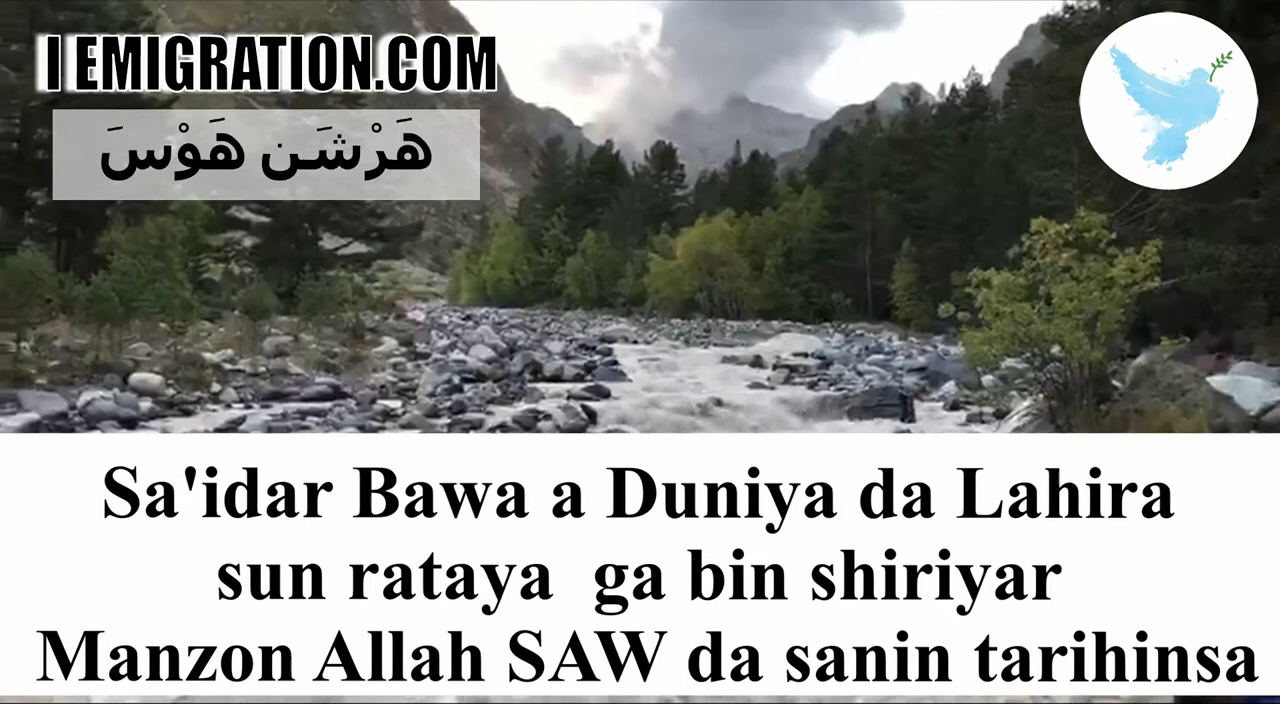 I EMIGRATION.COM
هَرْشَن هَوْسَ
Sa'idar Bawa a Duniya da Lahira
sun rataya ga bin shiriyar
Manzon Allah SAW da sanin tarihinsa